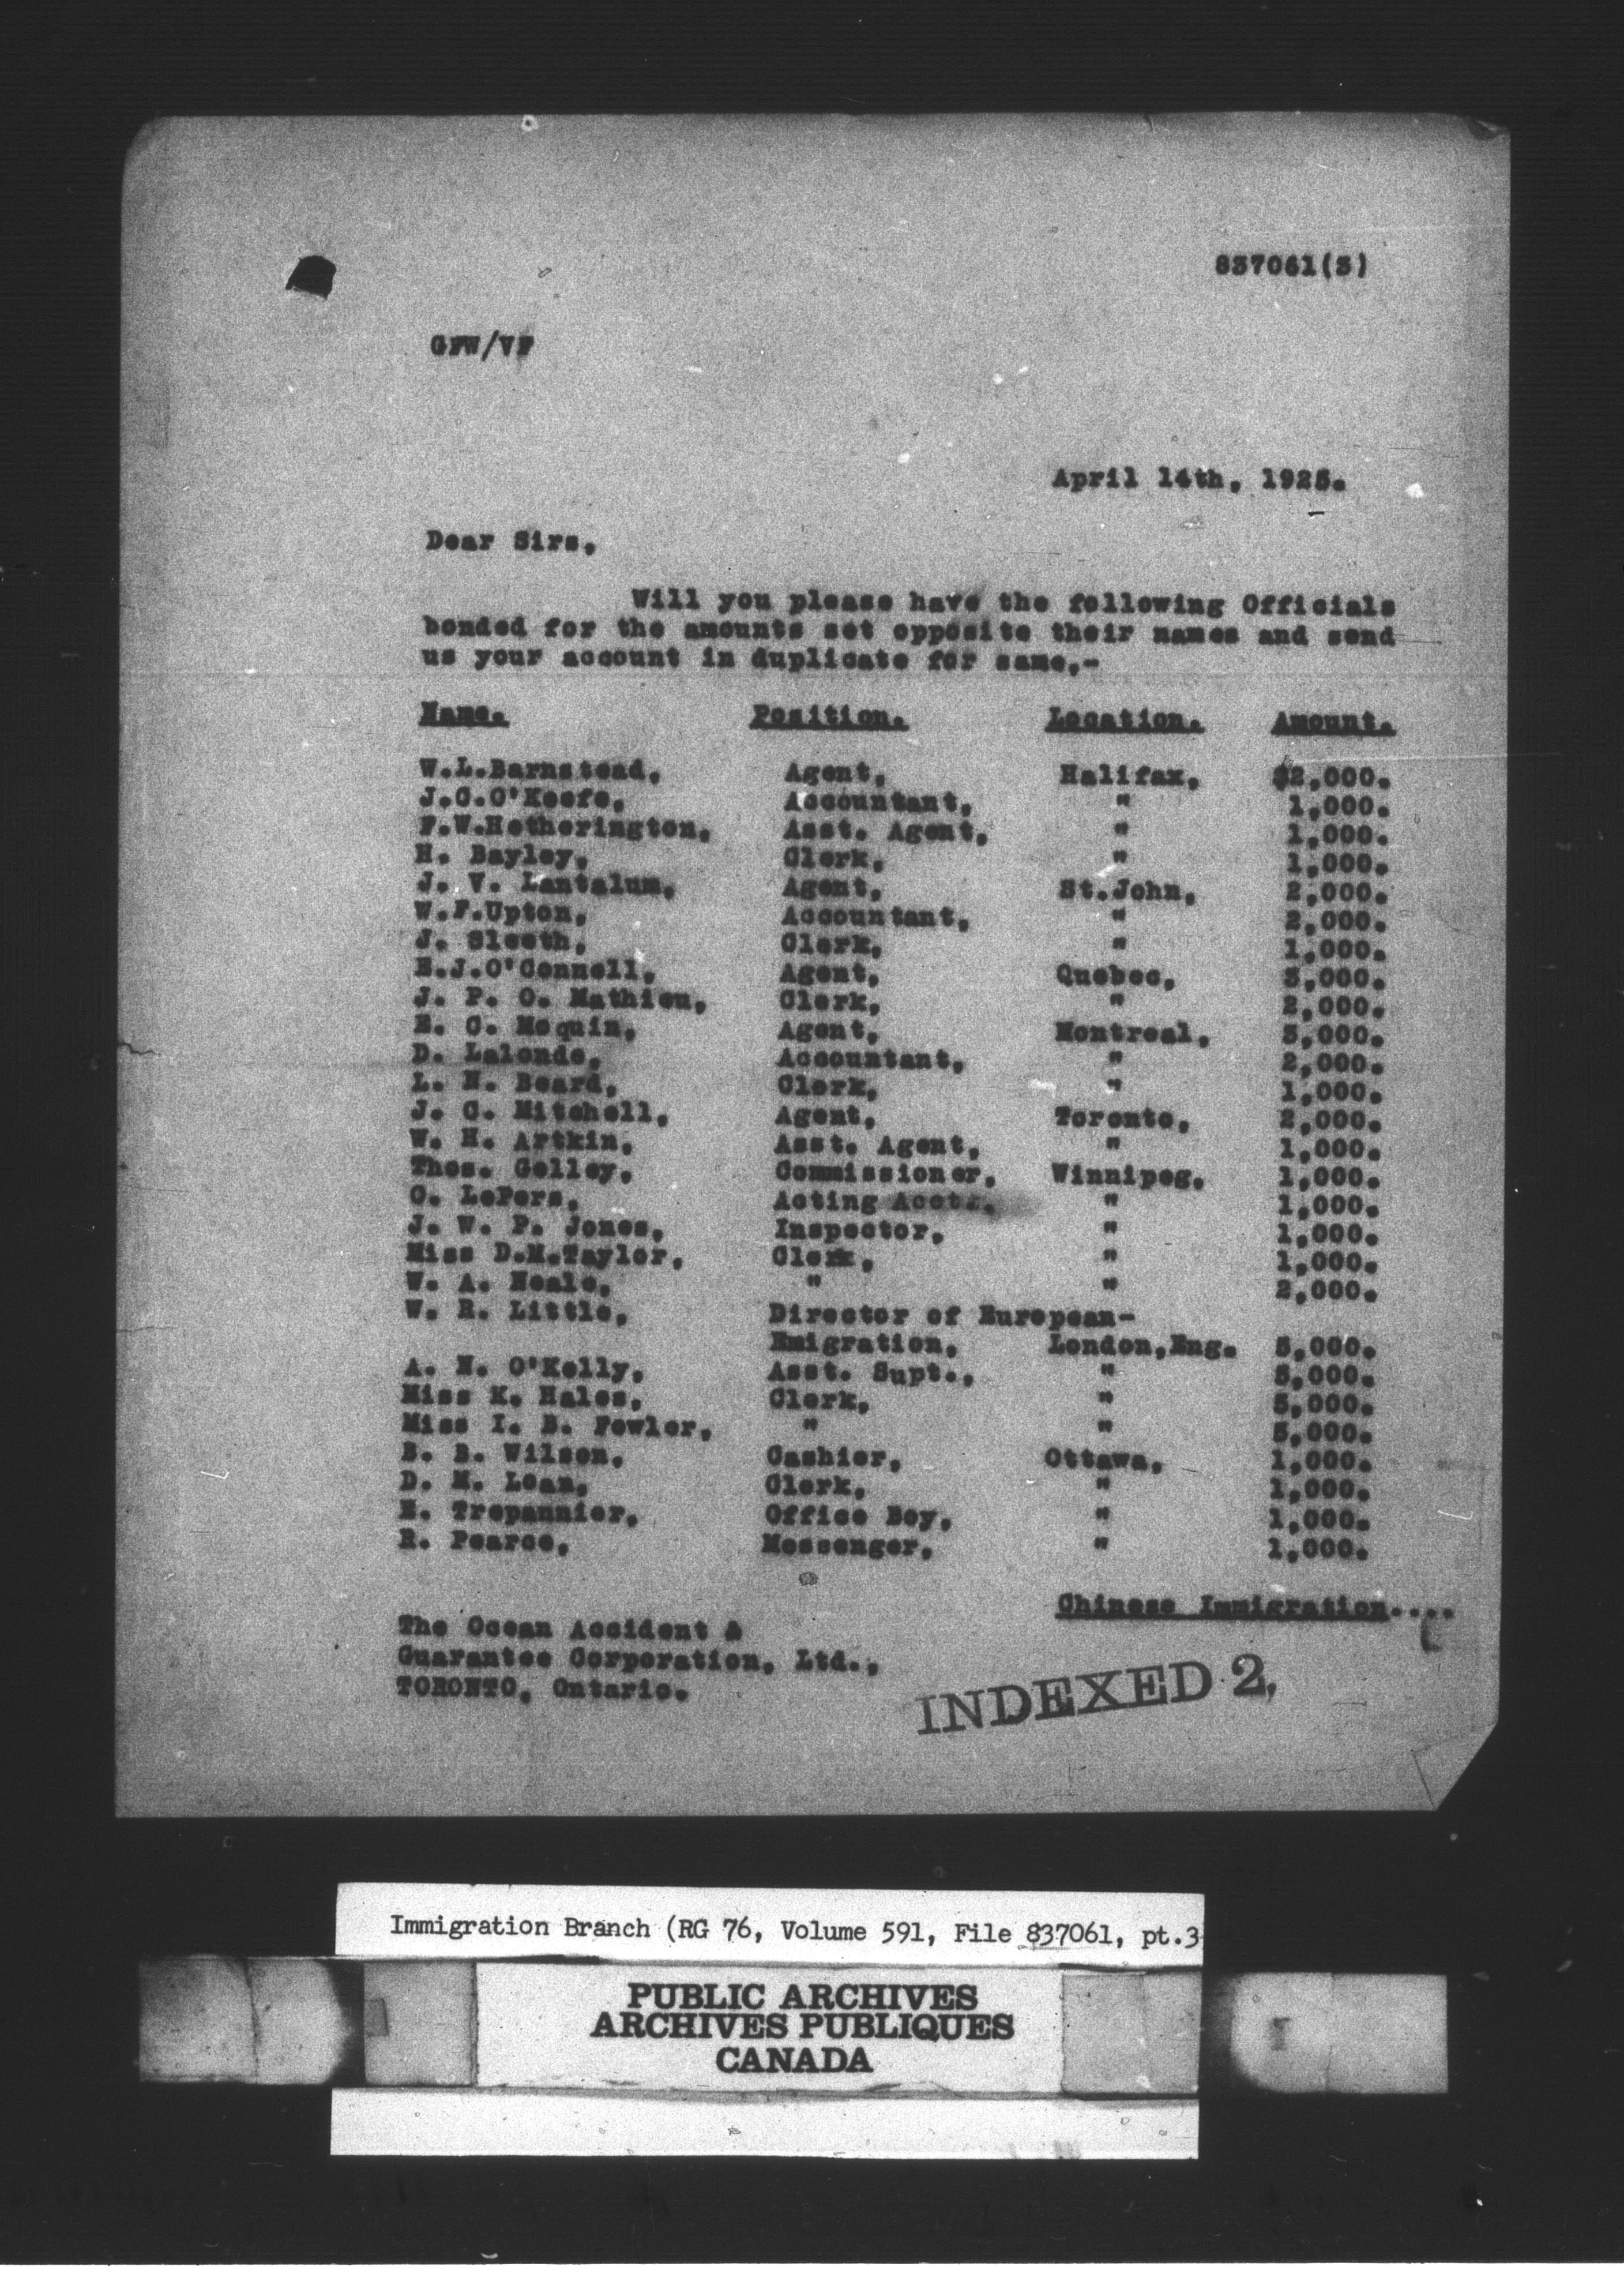 837061(3)
GFW/VF
April 14th, 1925.
Dear Sirs,
Will you please have the following Officials
bonded for the amounts set opposite their names and send
us your account in duplicate for same,-
Name. Position. Location. Amount.
W.L.Barnstead, Agent, Halifax, $2,000.
J.C.O'Keefe, Accountant, " 1,000.
F.W.Hetherington, Asst. Agent, " 1,000.
H. Bayley, Clerk, " 1,000.
J. V. Lantalum, Agent, St.John, 2,000.
W.F.Upton, Accountant, " 2,000.
J. Sleeth, Clerk, " 1,000.
E.J.O'Connell, Agent, Quebec, 3,000.
J. P. O. Mathieu, Clerk, " 2,000.
E. C. Moquin, Agent, Montreal, 3,000.
D. Lalonde, Accountant, " 2,000.
L. N. Beard, Clerk, " 1,000.
J. C. Mitchell, Agent, Toronto, 2,000.
W. H. Artkin, Asst. Agent, " 1,000.
Thos. Gelley, Commissioner, Winnipeg, 1,000.
O. LePers, Acting Acctt., " 1,000.
J. W. P. Jones, Inspector, " 1,000.
Miss D.M.Taylor, Clerk, " 1,000.
W. A. Neale, " " 2,000.
W. R. Little, Director of European-
Emigration, London,Eng. 5,000.
A. N. O'Kelly, Asst. Supt., " 5,000.
Miss K. Hales, Clerk, " 5,000.
Miss I. B. Fowler, " " 5,000.
B. B. Wilson, Cashier, Ottawa, 1,000.
D. M. Lean, Clerk, " 1,000.
H. Trepannier, Office Boy, " 1,000.
R. Pearce, Messenger, " 1,000.
Chinese Immigration....
The Ocean Accident &
Guarantee Corporation, Ltd.,
TORONTO, Ontario.
INDEXED 2,
Immigration Branch (RG 76, Volume 591, File 837061, pt.3
PUBLIC ARCHIVES
ARCHIVES PUBLIQUES
CANADA